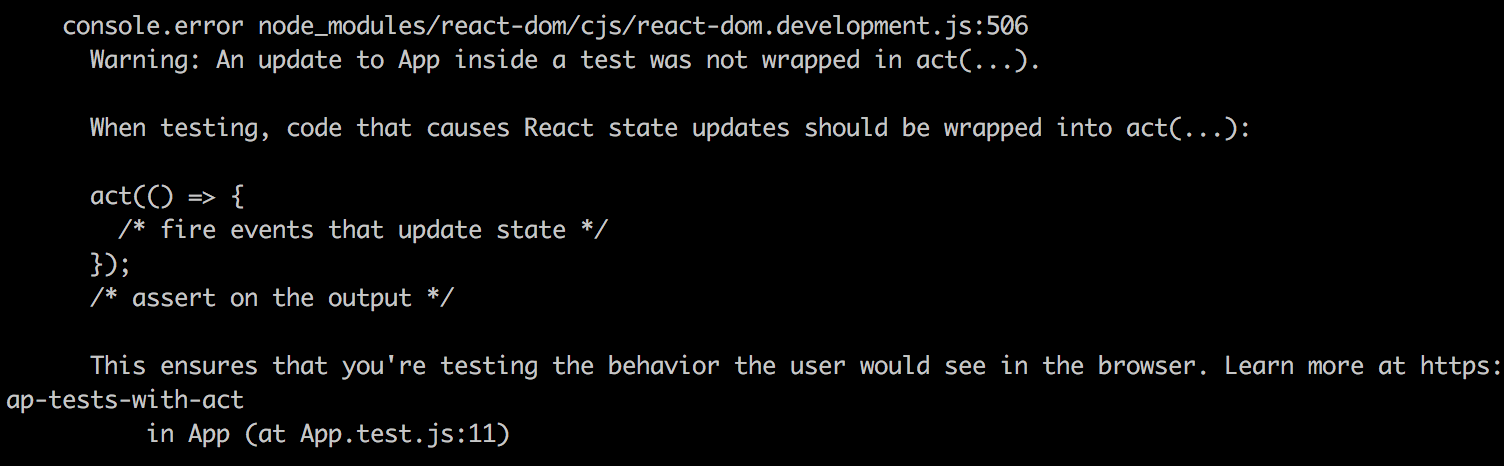 console.error node_modules/react-dom/cjs/react-dom.development.js:506
Warning: An update to App inside a test was not wrapped in act(...).
When testing, code that causes React state updates should be wrapped into act(...):
act(() => {
/* fire events that update state */
});
/* assert on the output */
This ensures that you're testing the behavior the user would see in the browser. Learn more at https:
ap-tests-with-act
in App (at App.test.js:11)